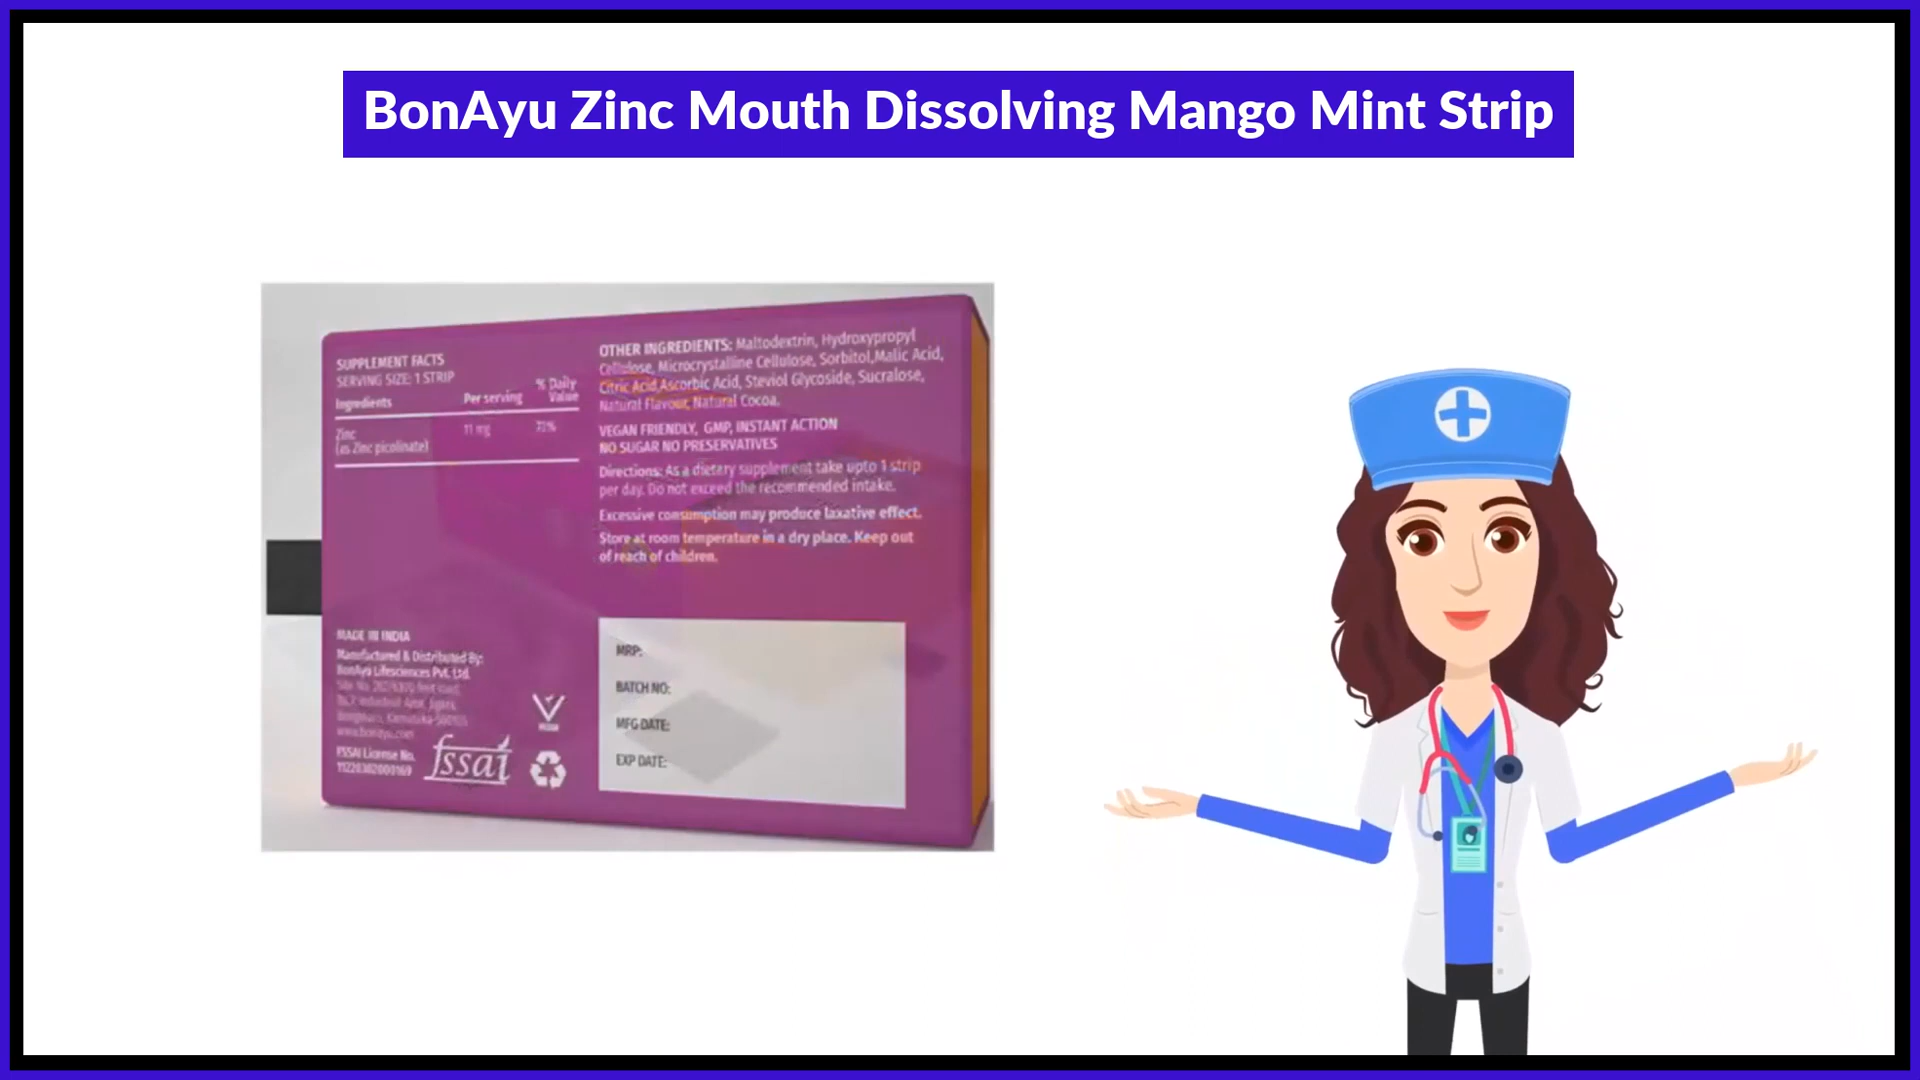 BonAyu Zinc Mouth Dissolving Mango Mint Strip
SUPPLEMENT FACTS
SERVING SIZE: 1 STRIP
Ingredients Per serving % Daily Value
Zinc 11 mg
(as Zinc picolinate)
OTHER INGREDIENTS: Maltodextrin, Hydroxypropyl
Cellulose, Microcrystalline Cellulose, Sorbitol,Malic Acid,
Citric Acid,Ascorbic Acid, Steviol Glycoside, Sucralose,
Natural Flavour, Natural Cocoa.
VEGAN FRIENDLY, GMP, INSTANT ACTION
NO SUGAR NO PRESERVATIVES
Directions: As a dietary supplement take upto 1 strip
per day. Do not exceed the recommended intake.
Excessive consumption may produce laxative effect.
Store at room temperature in a dry place. Keep out
of reach of children.
MADE IN INDIA
Manufactured & Distributed By:
BonAyu Lifesciences Pvt. Ltd.
www.bonayu.com
FSSAI License No.
fssai
VEGAN
MRP:
BATCH NO:
MFG DATE:
EXP DATE: